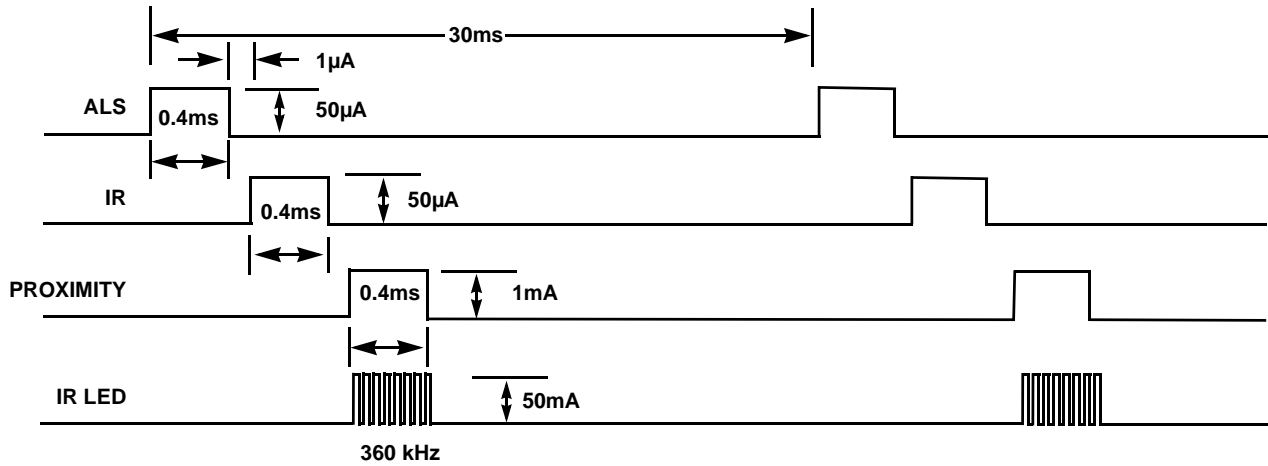 30ms
1µA
ALS
0.4ms
50µA
IR
0.4ms
50µA
PROXIMITY
0.4ms
1mA
IR LED
50mA
360 kHz